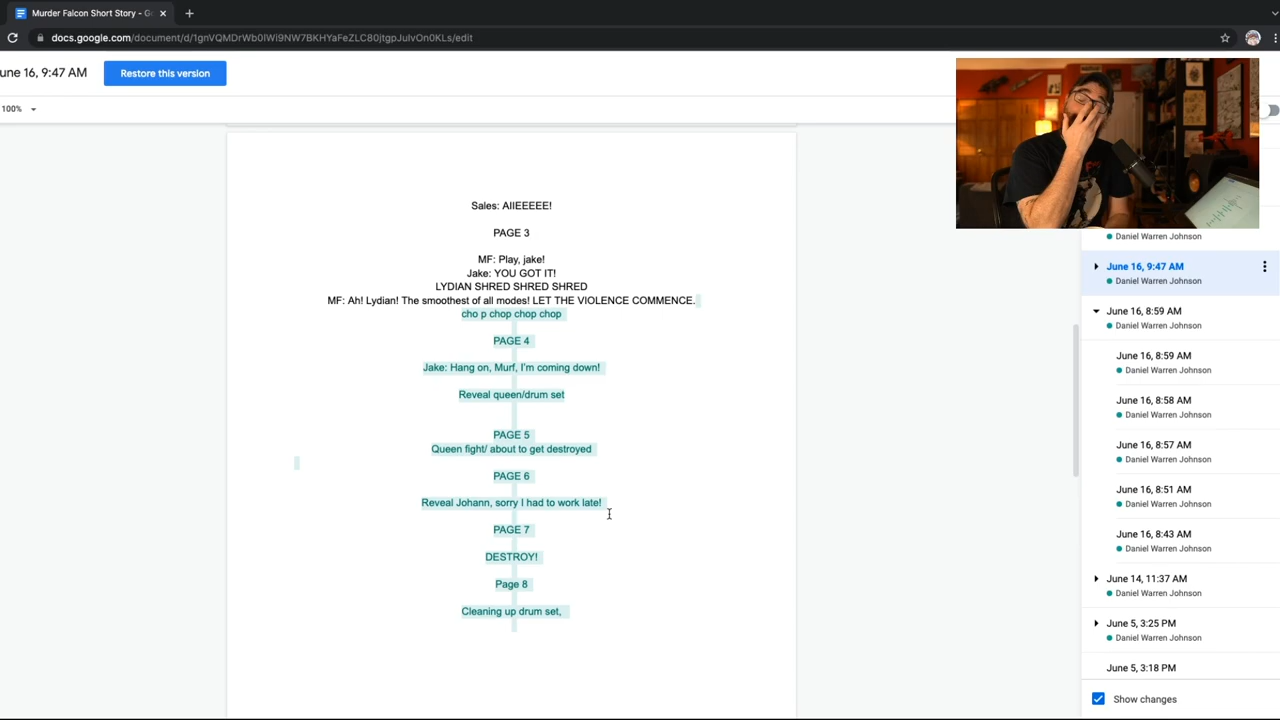 Murder Falcon Short Story - Go
docs.google.com/document/d/1gnVQMDrWb0IWi9NW7BKHYaFeZLC80jtgpJuIvOn0KLs/edit
une 16, 9:47 AM
Restore this version
100%
Sales: AIIEEEEE!
PAGE 3
MF: Play, jake!
Jake: YOU GOT IT!
LYDIAN SHRED SHRED SHRED
MF: Ah! Lydian! The smoothest of all modes! LET THE VIOLENCE COMMENCE.
cho p chop chop chop
PAGE 4
Jake: Hang on, Murf, I'm coming down!
Reveal queen/drum set
PAGE 5
Queen fight/ about to get destroyed
PAGE 6
Reveal Johann, sorry I had to work late!
PAGE 7
DESTROY!
Page 8
Cleaning up drum set,
Daniel Warren Johnson
June 16, 9:47 AM
Daniel Warren Johnson
June 16, 8:59 AM
Daniel Warren Johnson
June 16, 8:59 AM
Daniel Warren Johnson
June 16, 8:58 AM
Daniel Warren Johnson
June 16, 8:57 AM
Daniel Warren Johnson
June 16, 8:51 AM
Daniel Warren Johnson
June 16, 8:43 AM
Daniel Warren Johnson
June 14, 11:37 AM
Daniel Warren Johnson
June 5, 3:25 PM
Daniel Warren Johnson
June 5, 3:18 PM
Show changes